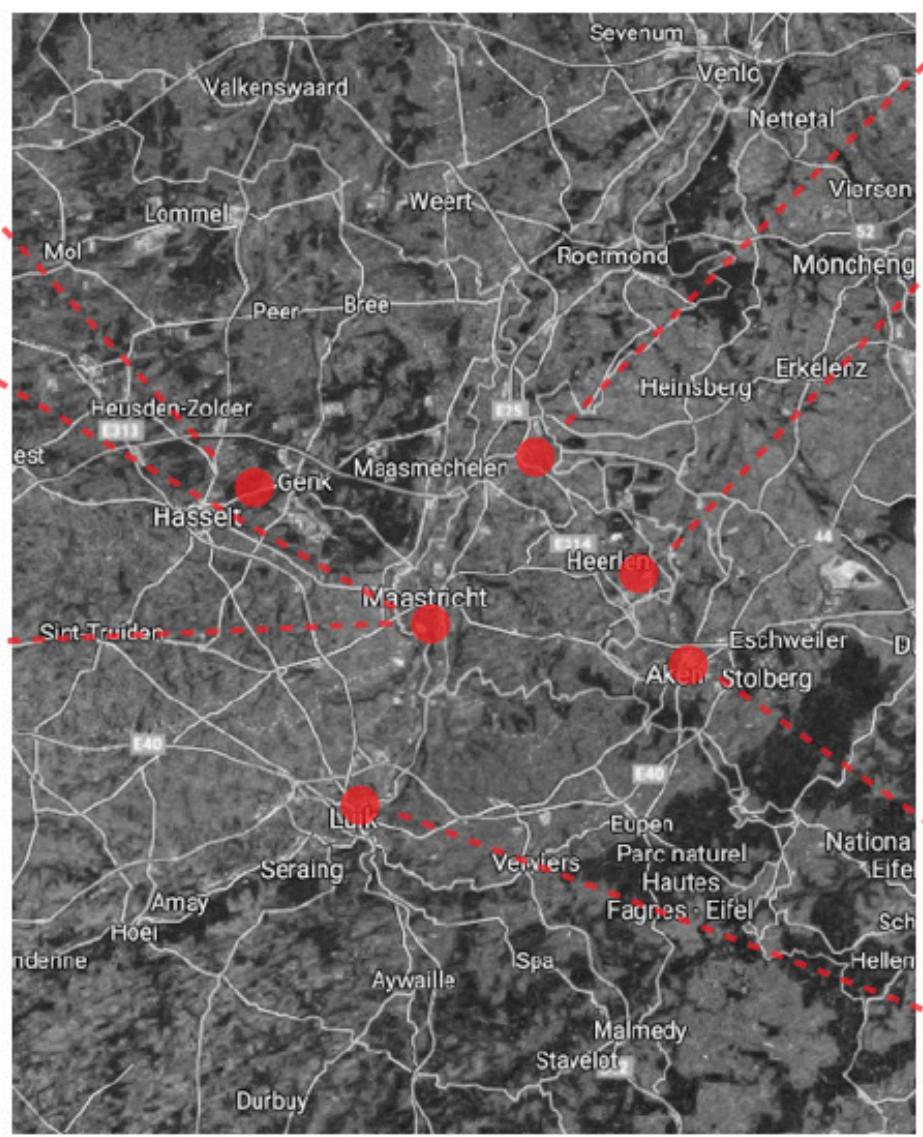 Sevenum
Venlo
Valkenswaard
Nettetal
Viersen
Lommel
Weert
52
Mol
Roermond
Moncheng
Peer
Bree
Erkelenz
Heinsberg
Heusden-Zolder
E25
E313
est
Maasmechelen
Genk
Hasselt
E314
44
Heerlen
Maastricht
Sint-Truiden
Eschweiler
D
Aken
Stolberg
E40
E40
Luik
Eupen
National
Eifel
Verviers
Parc naturel
Hautes
Fagnes - Eifel
Seraing
Amay
Hoei
Sch
ndenne
Spa
Hellen
Aywaille
Malmedy
Stavelot
Durbuy